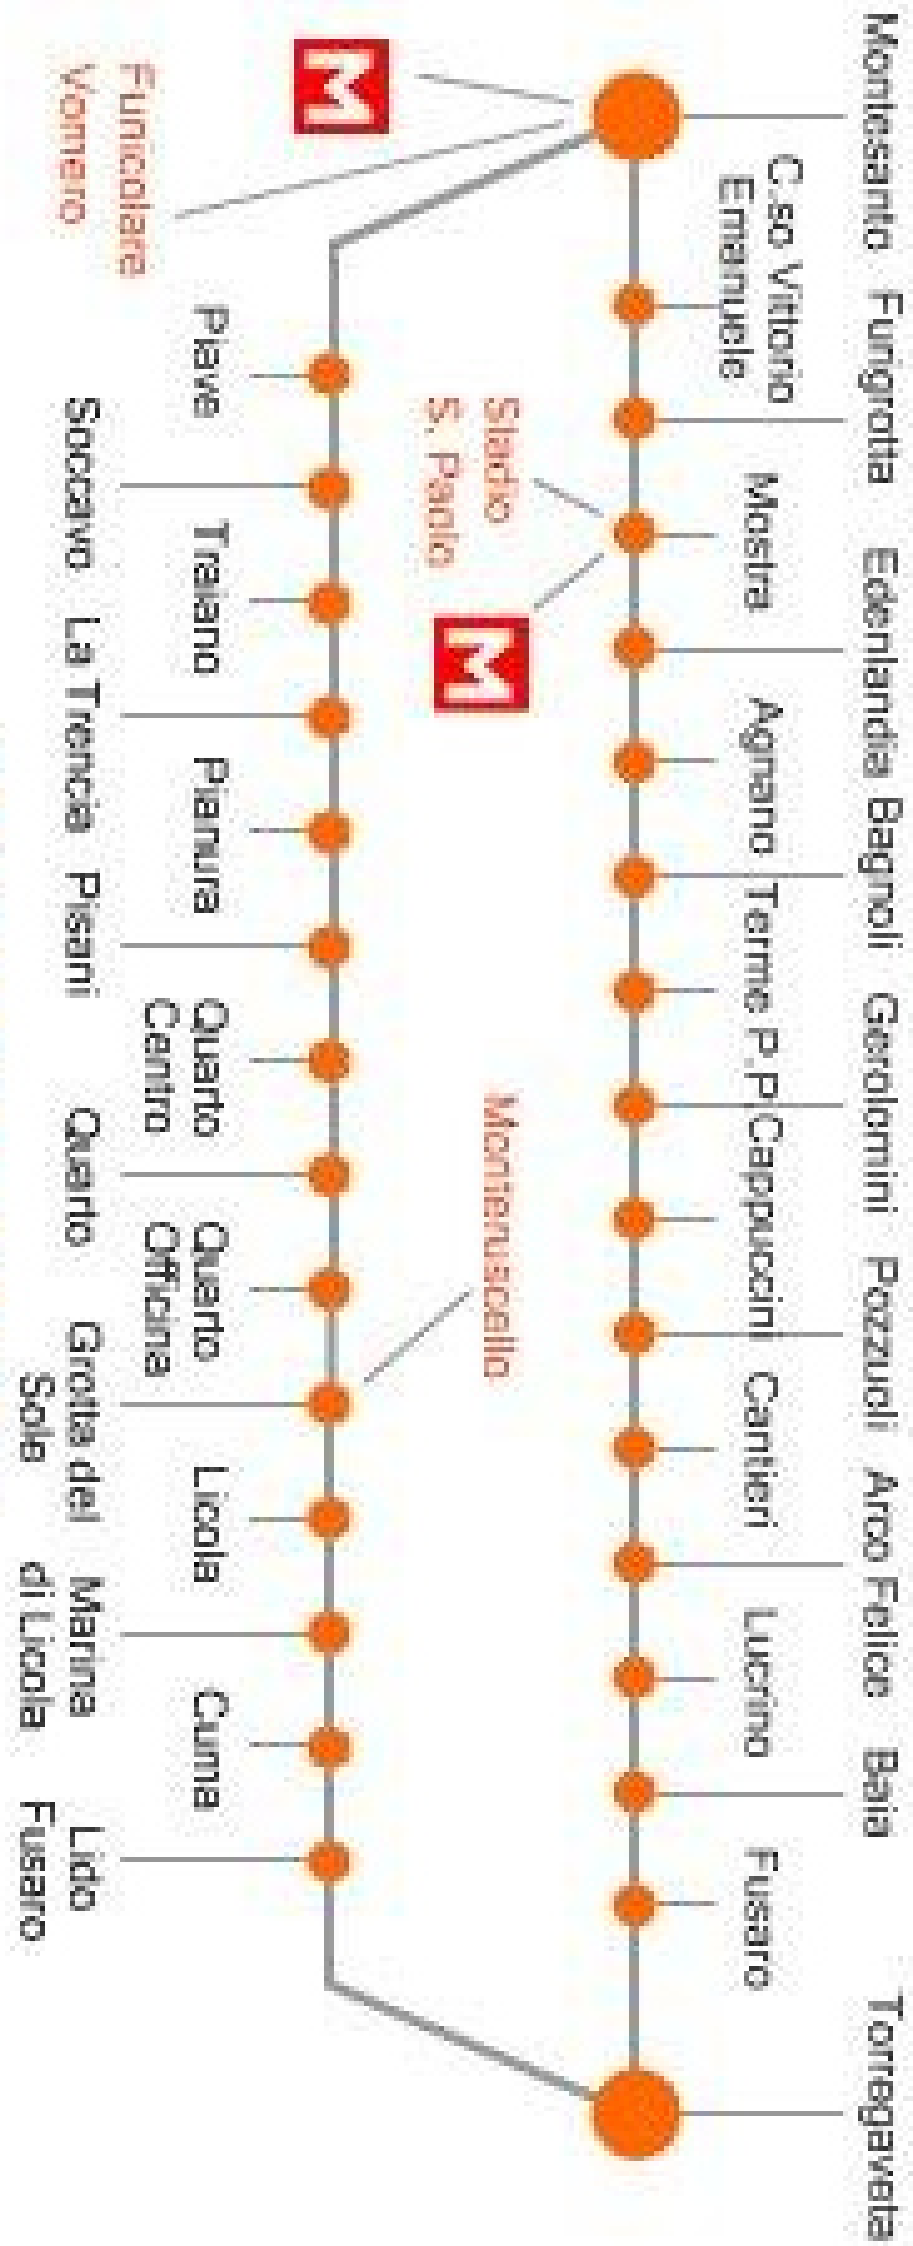 Montesanto
Furigrotta
Edenlandia
Bagnoli
Gerolomini
Pozzuoli
Arco Felice
Baia
Torregaveta
C.so Vittorio
Emanuele
Mostra
Agnano
Terme P.P.
Cappuccini
Cantieri
Lucrino
Fusaro
M
Funicolare
Vomero
Stadio
S. Paolo
M
Monteruscello
Piave
Traiano
Pianura
Quarto
Centro
Quarto
Officina
Licola
Cuma
Soccavo
La Trencia
Pisani
Quarto
Grotta del
Sole
Marina
di Licola
Lido
Fusaro